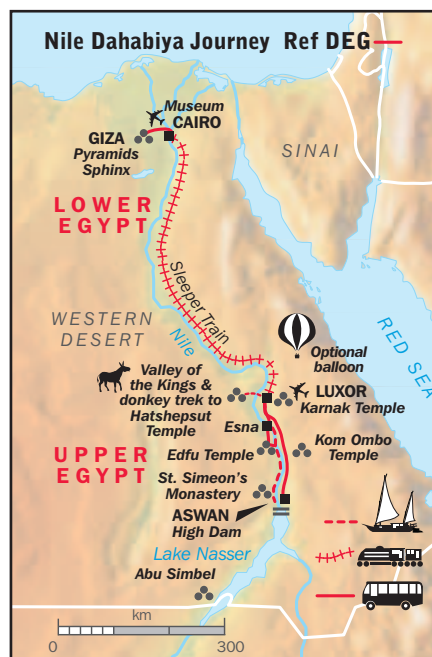 Nile Dahabiya Journey Ref DEG
Museum
CAIRO
GIZA
Pyramids
Sphinx
SINAI
LOWER
EGYPT
Sleeper Train
Nile
WESTERN
DESERT
RED SEA
Optional
balloon
Valley of
the Kings &
donkey trek to
Hatshepsut
Temple
LUXOR
Karnak Temple
Esna
UPPER
EGYPT
Edfu Temple
Kom Ombo
Temple
St. Simeon's
Monastery
ASWAN
High Dam
Lake Nasser
Abu Simbel
km
0 300